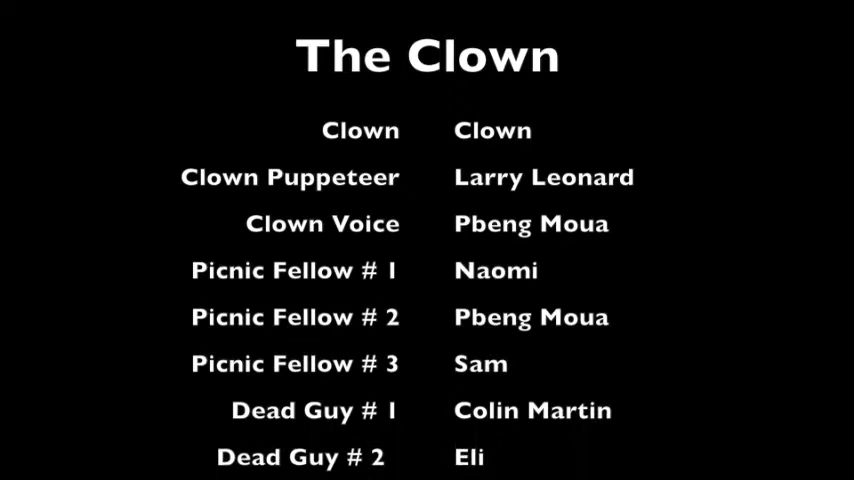 The Clown
Clown Clown
Clown Puppeteer Larry Leonard
Clown Voice Pbeng Moua
Picnic Fellow # 1 Naomi
Picnic Fellow # 2 Pbeng Moua
Picnic Fellow # 3 Sam
Dead Guy # 1 Colin Martin
Dead Guy # 2 Eli